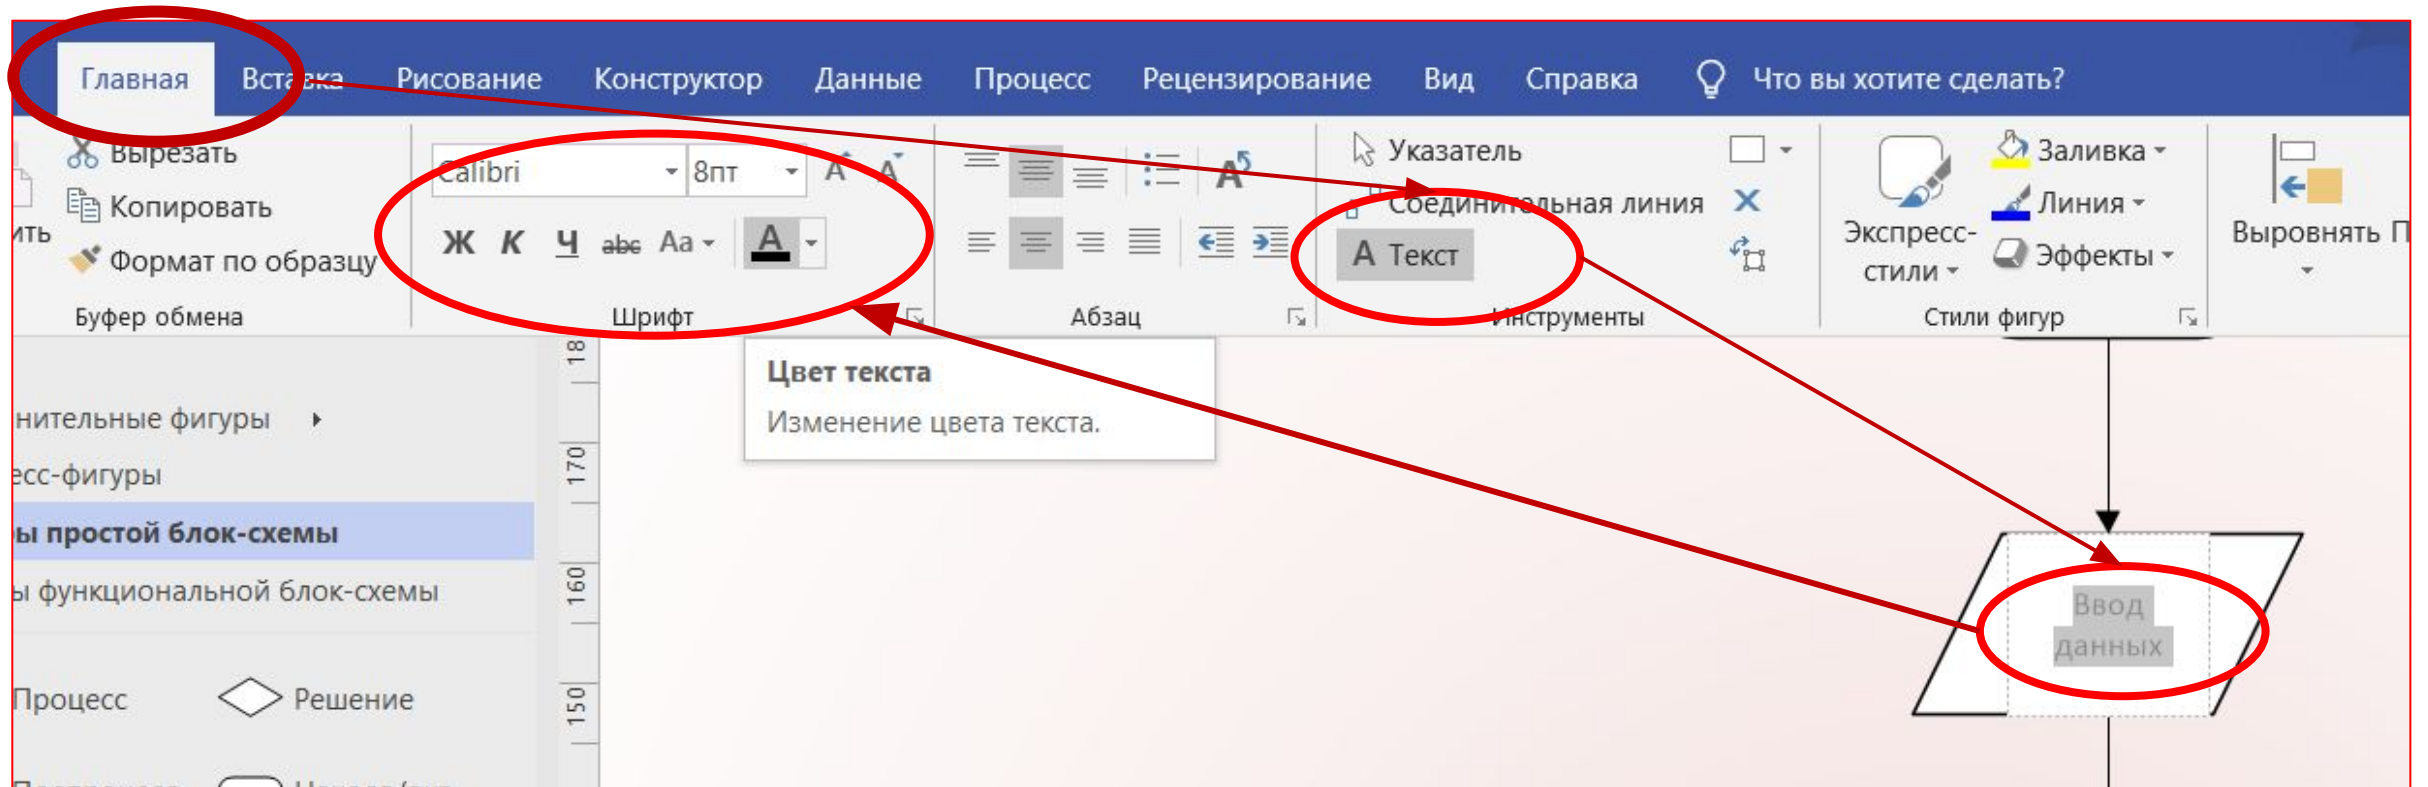 Главная Вставка Рисование Конструктор Данные Процесс Рецензирование Вид Справка Что вы хотите сделать?
Вырезать
Копировать
ить
Формат по образцу
Буфер обмена
Calibri 8пт А А
Ж К Ч abc Aa А
Шрифт
А
Абзац
Указатель
Соединительная линия
А Текст
Инструменты
Экспресс-
стили
Заливка
Линия
Эффекты
Стили фигур
Выровнять П
Цвет текста
Изменение цвета текста.
нительные фигуры
есс-фигуры
ы простой блок-схемы
ы функциональной блок-схемы
Процесс Решение
18
170
160
150
Ввод
данных